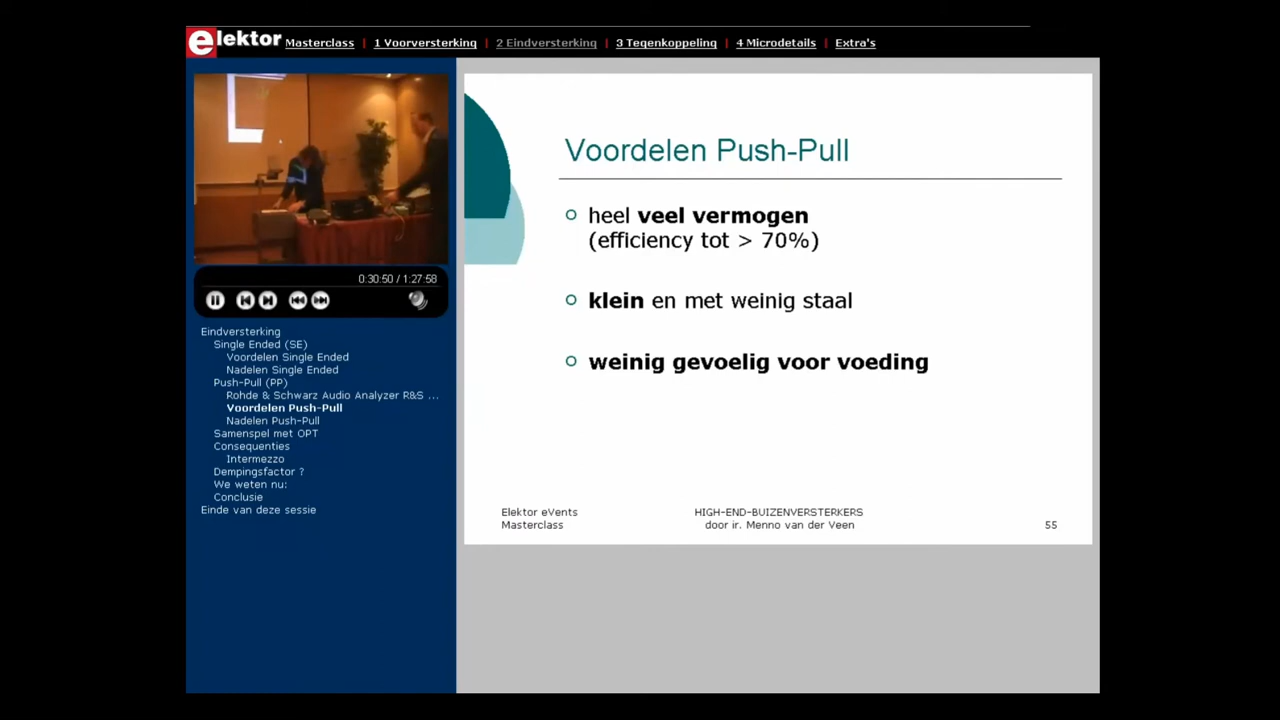 elektor Masterclass | 1 Voorversterking | 2 Eindversterking | 3 Tegenkoppeling | 4 Microdetails | Extra's
0:30:50 / 1:27:58
Eindversterking
Single Ended (SE)
Voordelen Single Ended
Nadelen Single Ended
Push-Pull (PP)
Rohde & Schwarz Audio Analyzer R&S ...
Voordelen Push-Pull
Nadelen Push-Pull
Samenspel met OPT
Consequenties
Intermezzo
Dempingsfactor ?
We weten nu:
Conclusie
Einde van deze sessie
Voordelen Push-Pull
heel veel vermogen
(efficiency tot > 70%)
klein en met weinig staal
weinig gevoelig voor voeding
Elektor eVents
Masterclass
HIGH-END-BUIZENVERSTERKERS
door ir. Menno van der Veen
55